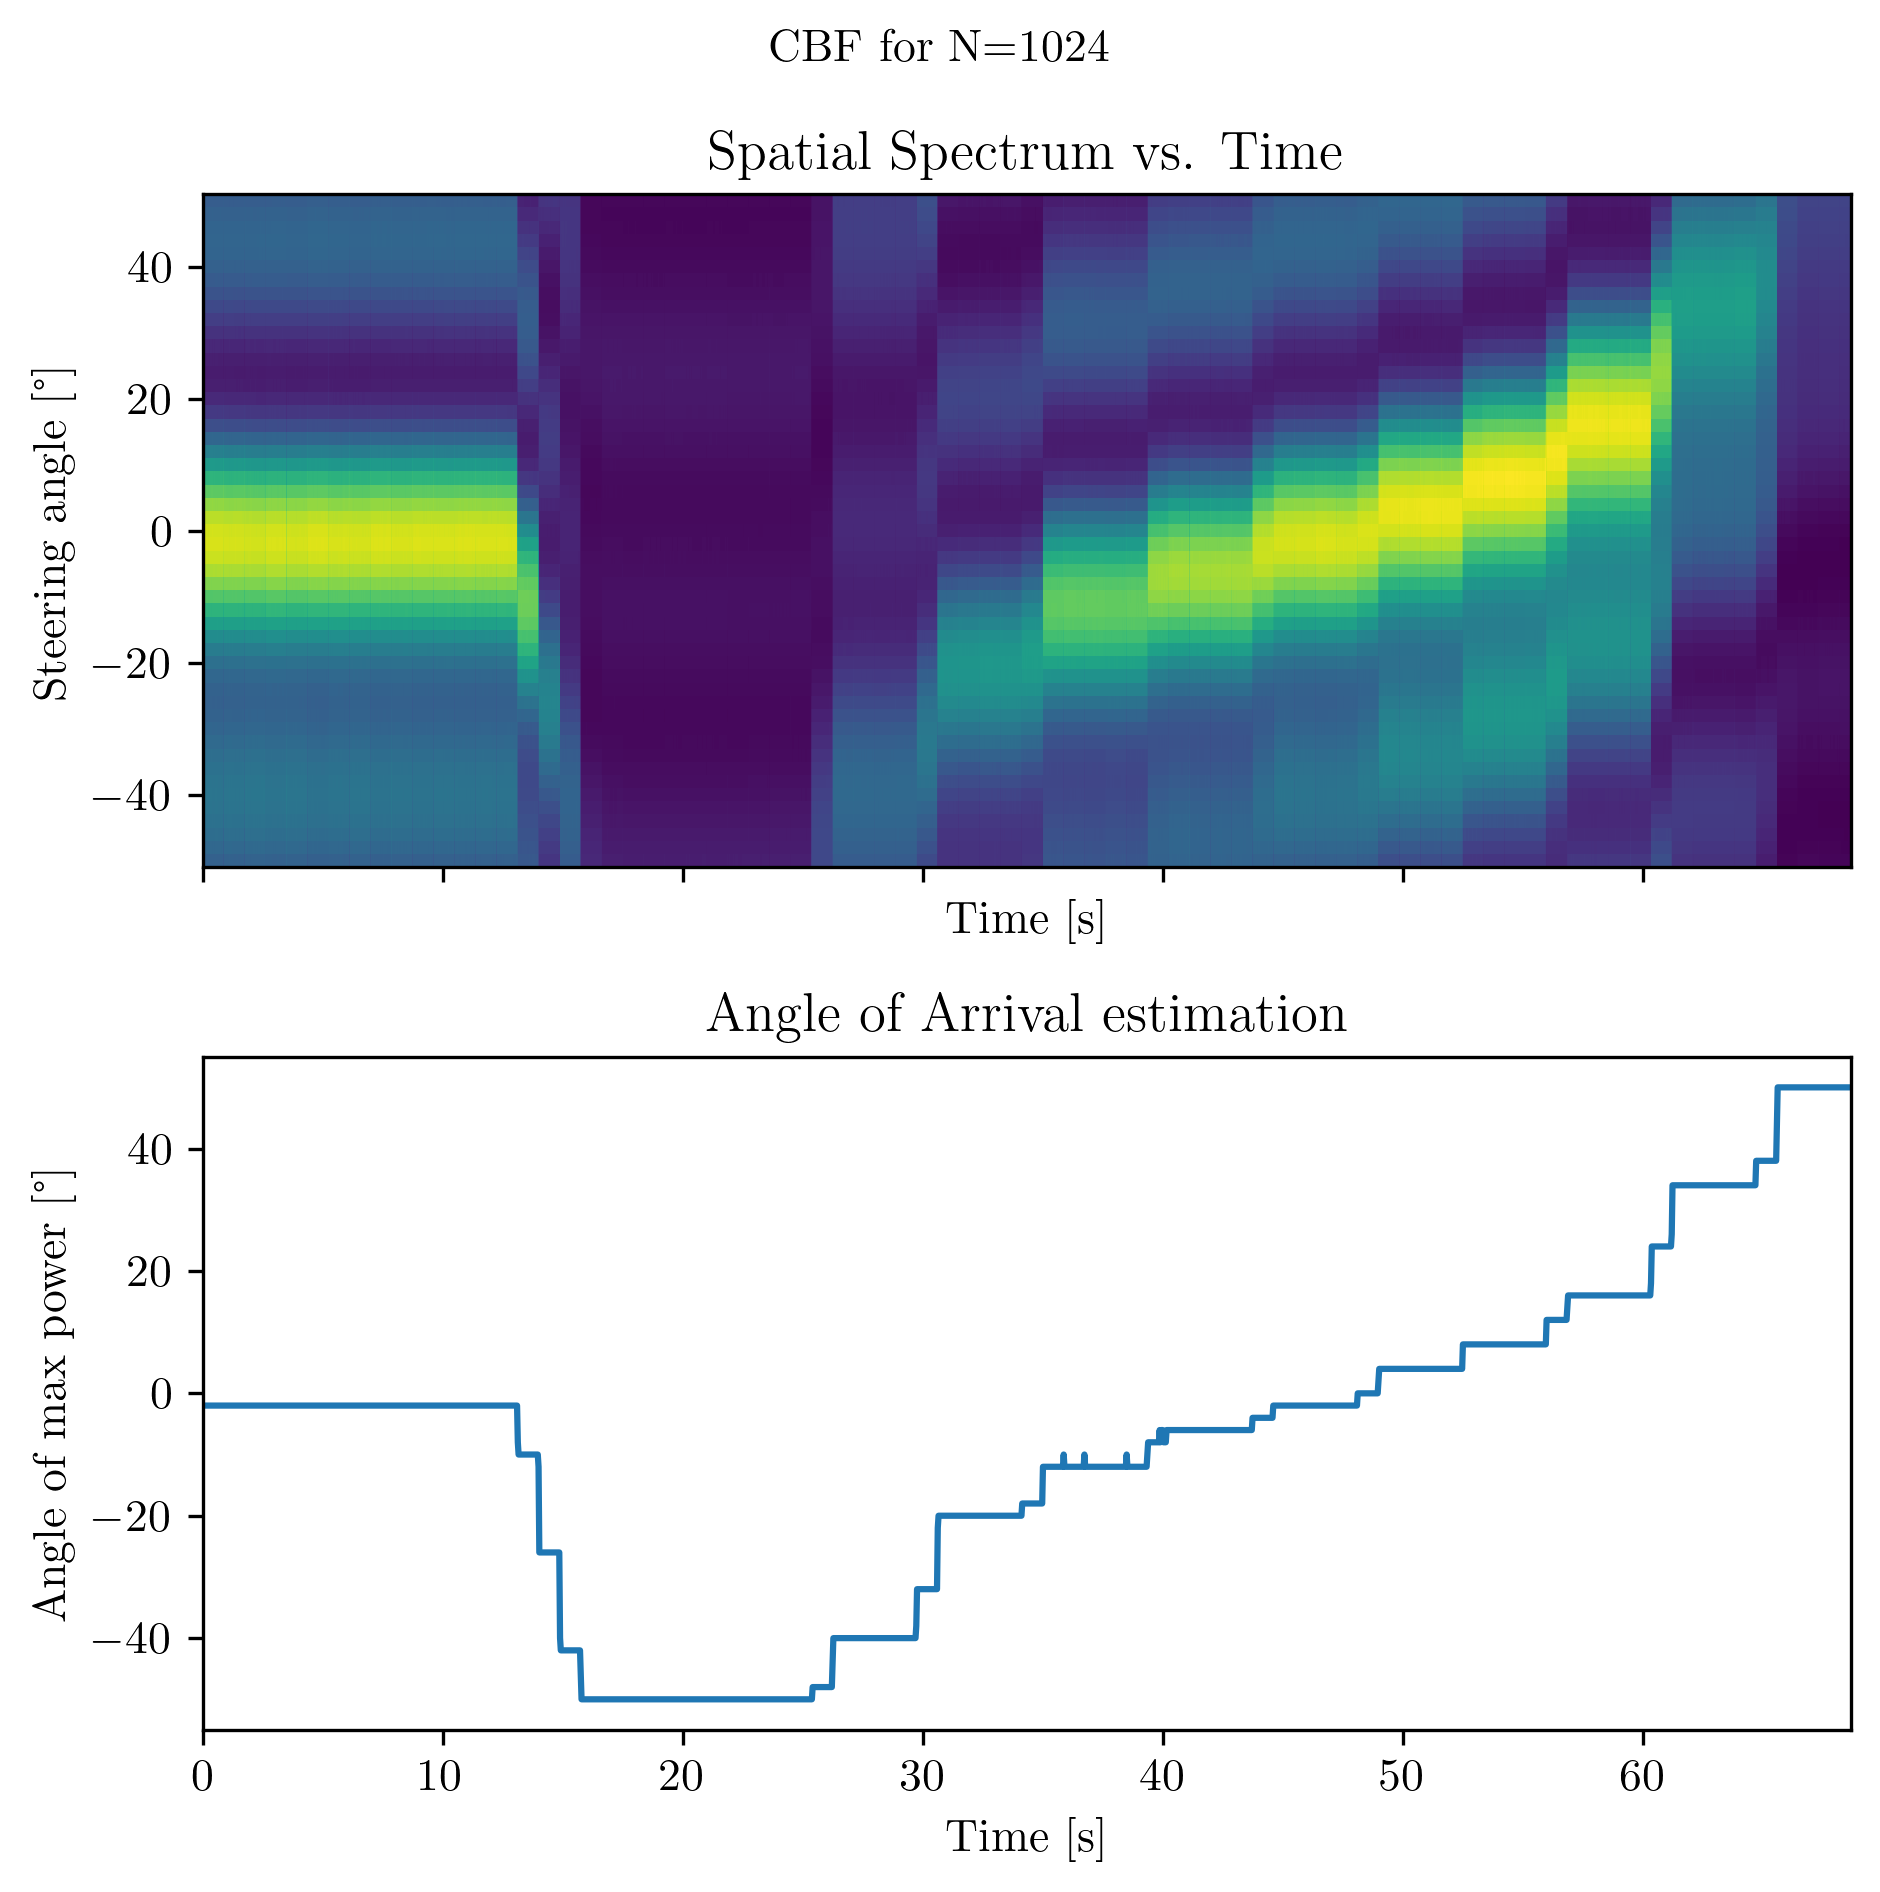 CBF for N=1024
Spatial Spectrum vs. Time
Steering angle [°]
40
20
0
−20
−40
Time [s]
Angle of Arrival estimation
Angle of max power [°]
40
20
0
−20
−40
0 10 20 30 40 50 60
Time [s]